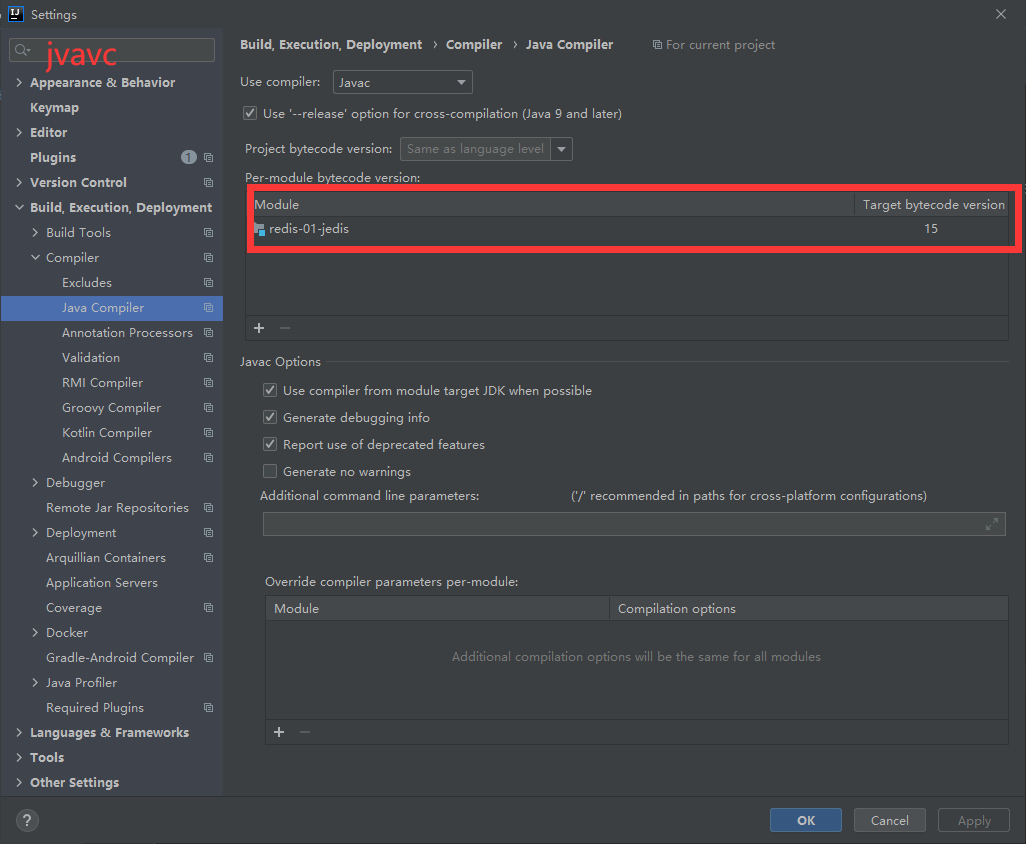 Settings
jvavc
Build, Execution, Deployment › Compiler › Java Compiler For current project
Appearance & Behavior
Keymap
Editor
Plugins 1
Version Control
Build, Execution, Deployment
Build Tools
Compiler
Excludes
Java Compiler
Annotation Processors
Validation
RMI Compiler
Groovy Compiler
Kotlin Compiler
Android Compilers
Debugger
Remote Jar Repositories
Deployment
Arquillian Containers
Application Servers
Coverage
Docker
Gradle-Android Compiler
Java Profiler
Required Plugins
Languages & Frameworks
Tools
Other Settings
Use compiler: Javac
Use '--release' option for cross-compilation (Java 9 and later)
Project bytecode version: Same as language level
Per-module bytecode version:
Module Target bytecode version
redis-01-jedis 15
+ −
Javac Options
Use compiler from module target JDK when possible
Generate debugging info
Report use of deprecated features
Generate no warnings
Additional command line parameters: ('/' recommended in paths for cross-platform configurations)
Override compiler parameters per-module:
Module Compilation options
Additional compilation options will be the same for all modules
+ −
? OK Cancel Apply